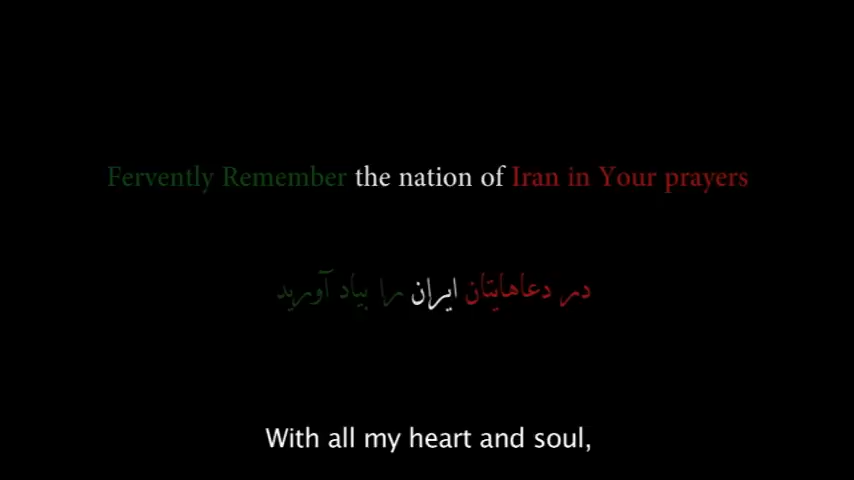 Fervently Remember the nation of Iran in Your prayers
در دعاهایتان ایران را بیاد آورید
With all my heart and soul,